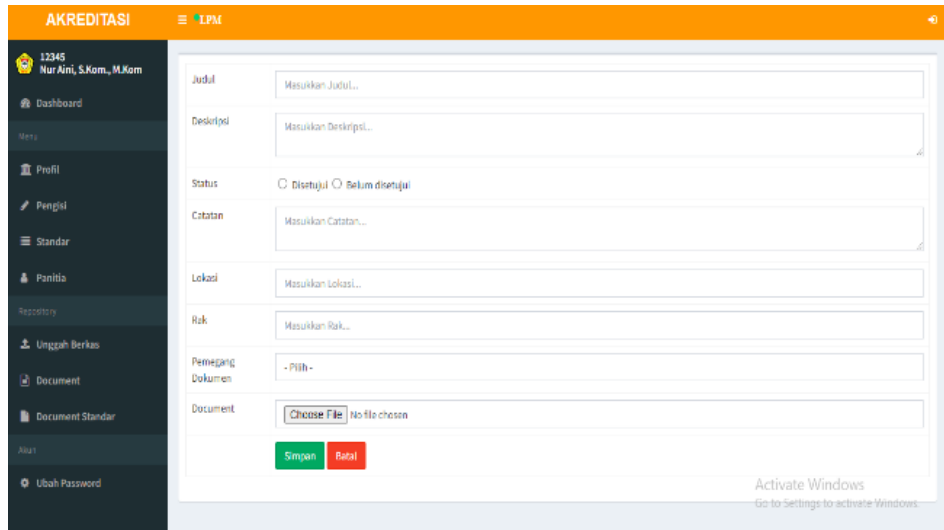 AKREDITASI
LPM
12345
Nur Aini, S.Kom., M.Kom
Dashboard
Menu
Profil
Pengisi
Standar
Panitia
Repository
Unggah Berkas
Document
Document Standar
Akun
Ubah Password
Judul
Masukkan Judul...
Deskripsi
Masukkan Deskripsi...
Status
Disetujui Belum disetujui
Catatan
Masukkan Catatan...
Lokasi
Masukkan Lokasi...
Rak
Masukkan Rak...
Pemegang
Dokumen
- Pilih -
Document
Choose File No file chosen
Simpan Batal
Activate Windows
Go to Settings to activate Windows.